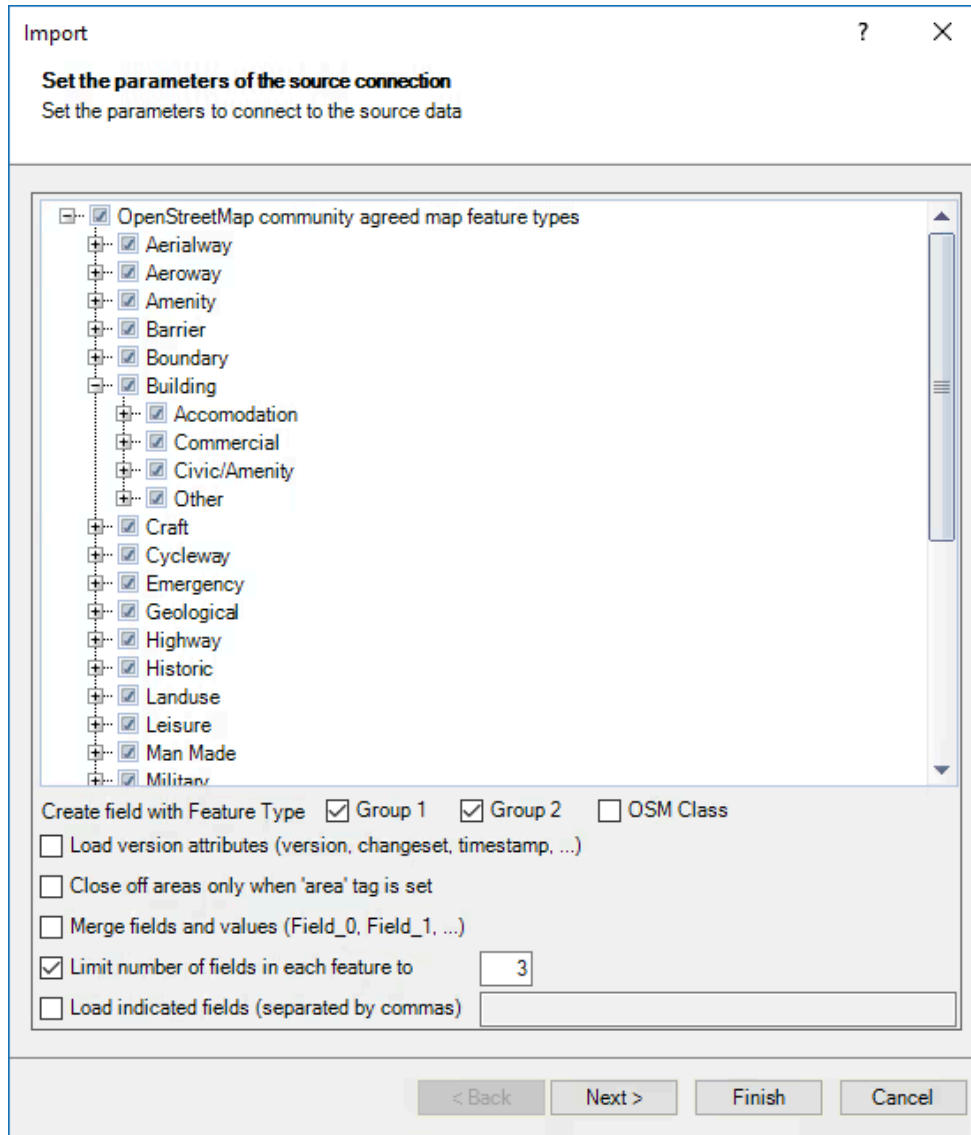 Import
?
Set the parameters of the source connection
Set the parameters to connect to the source data
OpenStreetMap community agreed map feature types
Aerialway
Aeroway
Amenity
Barrier
Boundary
Building
Accomodation
Commercial
Civic/Amenity
Other
Craft
Cycleway
Emergency
Geological
Highway
Historic
Landuse
Leisure
Man Made
Military
Create field with Feature Type Group 1 Group 2 OSM Class
Load version attributes (version, changeset, timestamp, ...)
Close off areas only when 'area' tag is set
Merge fields and values (Field_0, Field_1, ...)
Limit number of fields in each feature to 3
Load indicated fields (separated by commas)
< Back Next > Finish Cancel